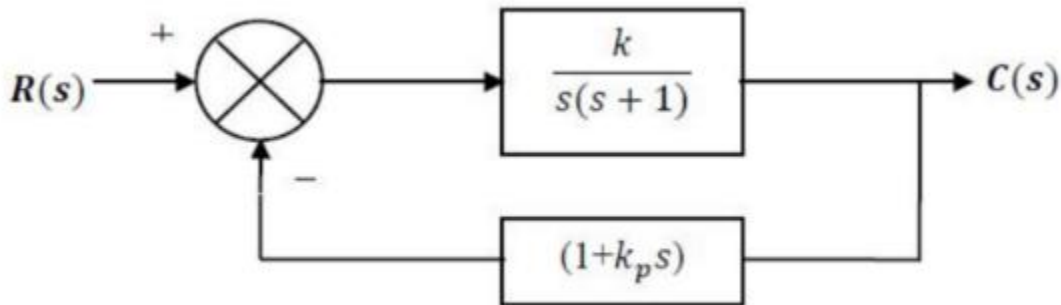 +
R(s)
k
s(s + 1)
C(s)
−
(1+k_p s)